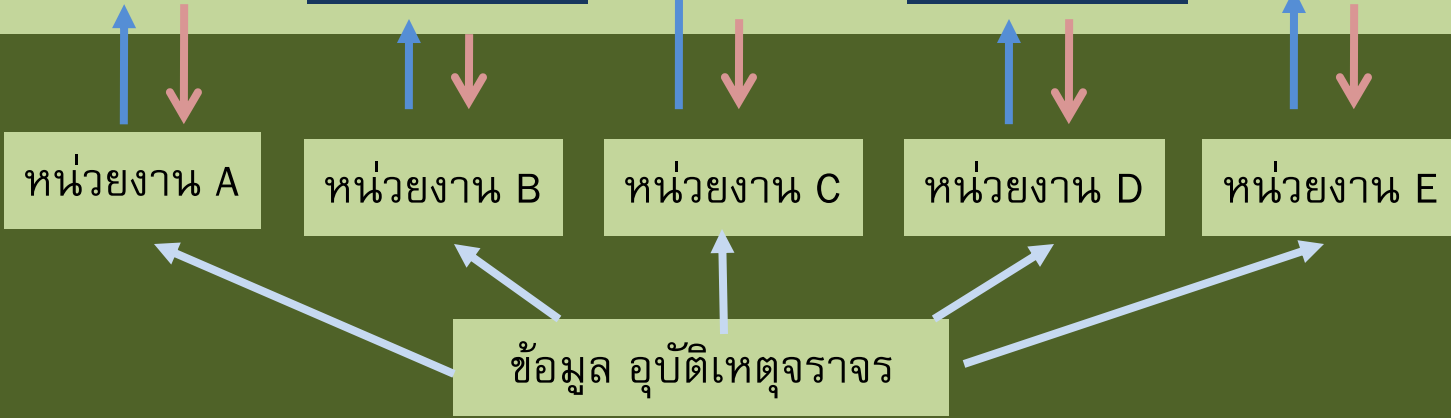 หน่วยงาน A
หน่วยงาน B
หน่วยงาน C
หน่วยงาน D
หน่วยงาน E
ข้อมูล อุบัติเหตุจราจร